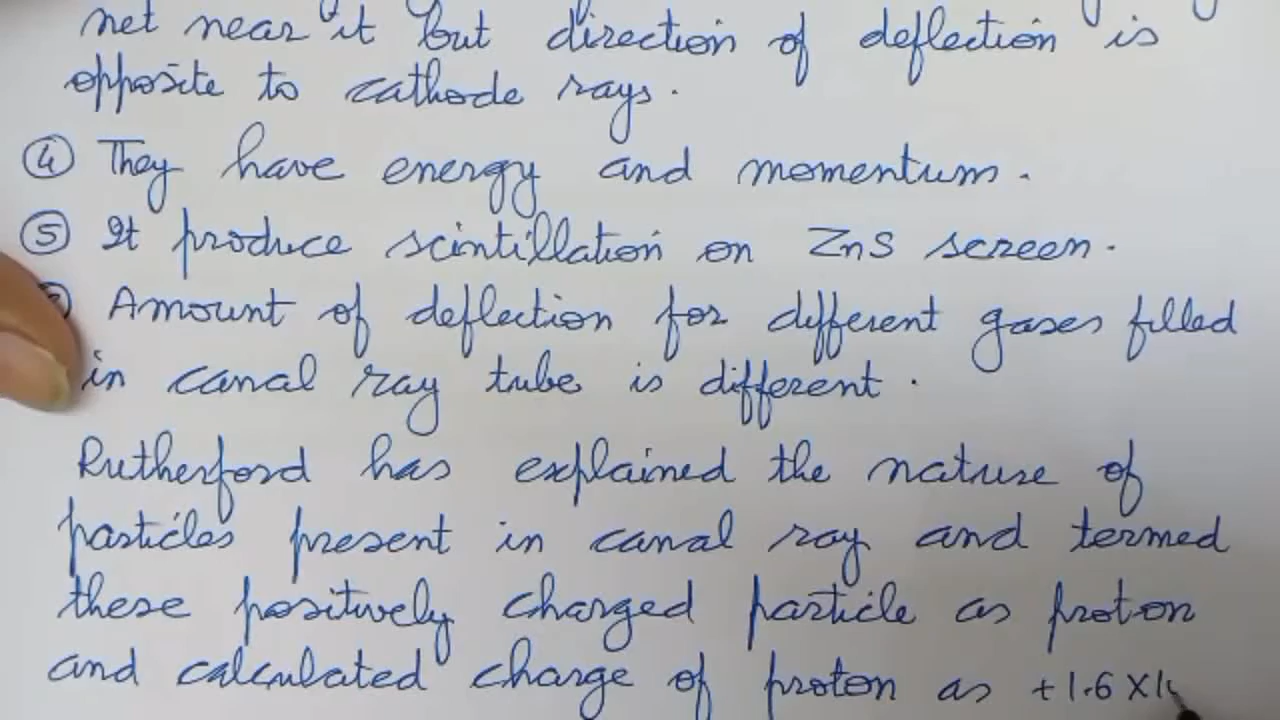 net near it but direction of deflection is
opposite to cathode rays.
④ They have energy and momentum.
⑤ It produce scintillation on ZnS screen.
Amount of deflection for different gases filled
in canal ray tube is different.
Rutherford has explained the nature of
particles present in canal ray and termed
these positively charged particle as proton
and calculated charge of proton as +1.6 X1